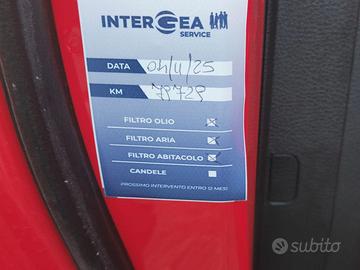 INTERGEA
SERVICE
DATA 04/11/25
KM 79729
FILTRO OLIO
FILTRO ARIA
FILTRO ABITACOLO
CANDELE
PROSSIMO INTERVENTO ENTRO 12 MESI
subito